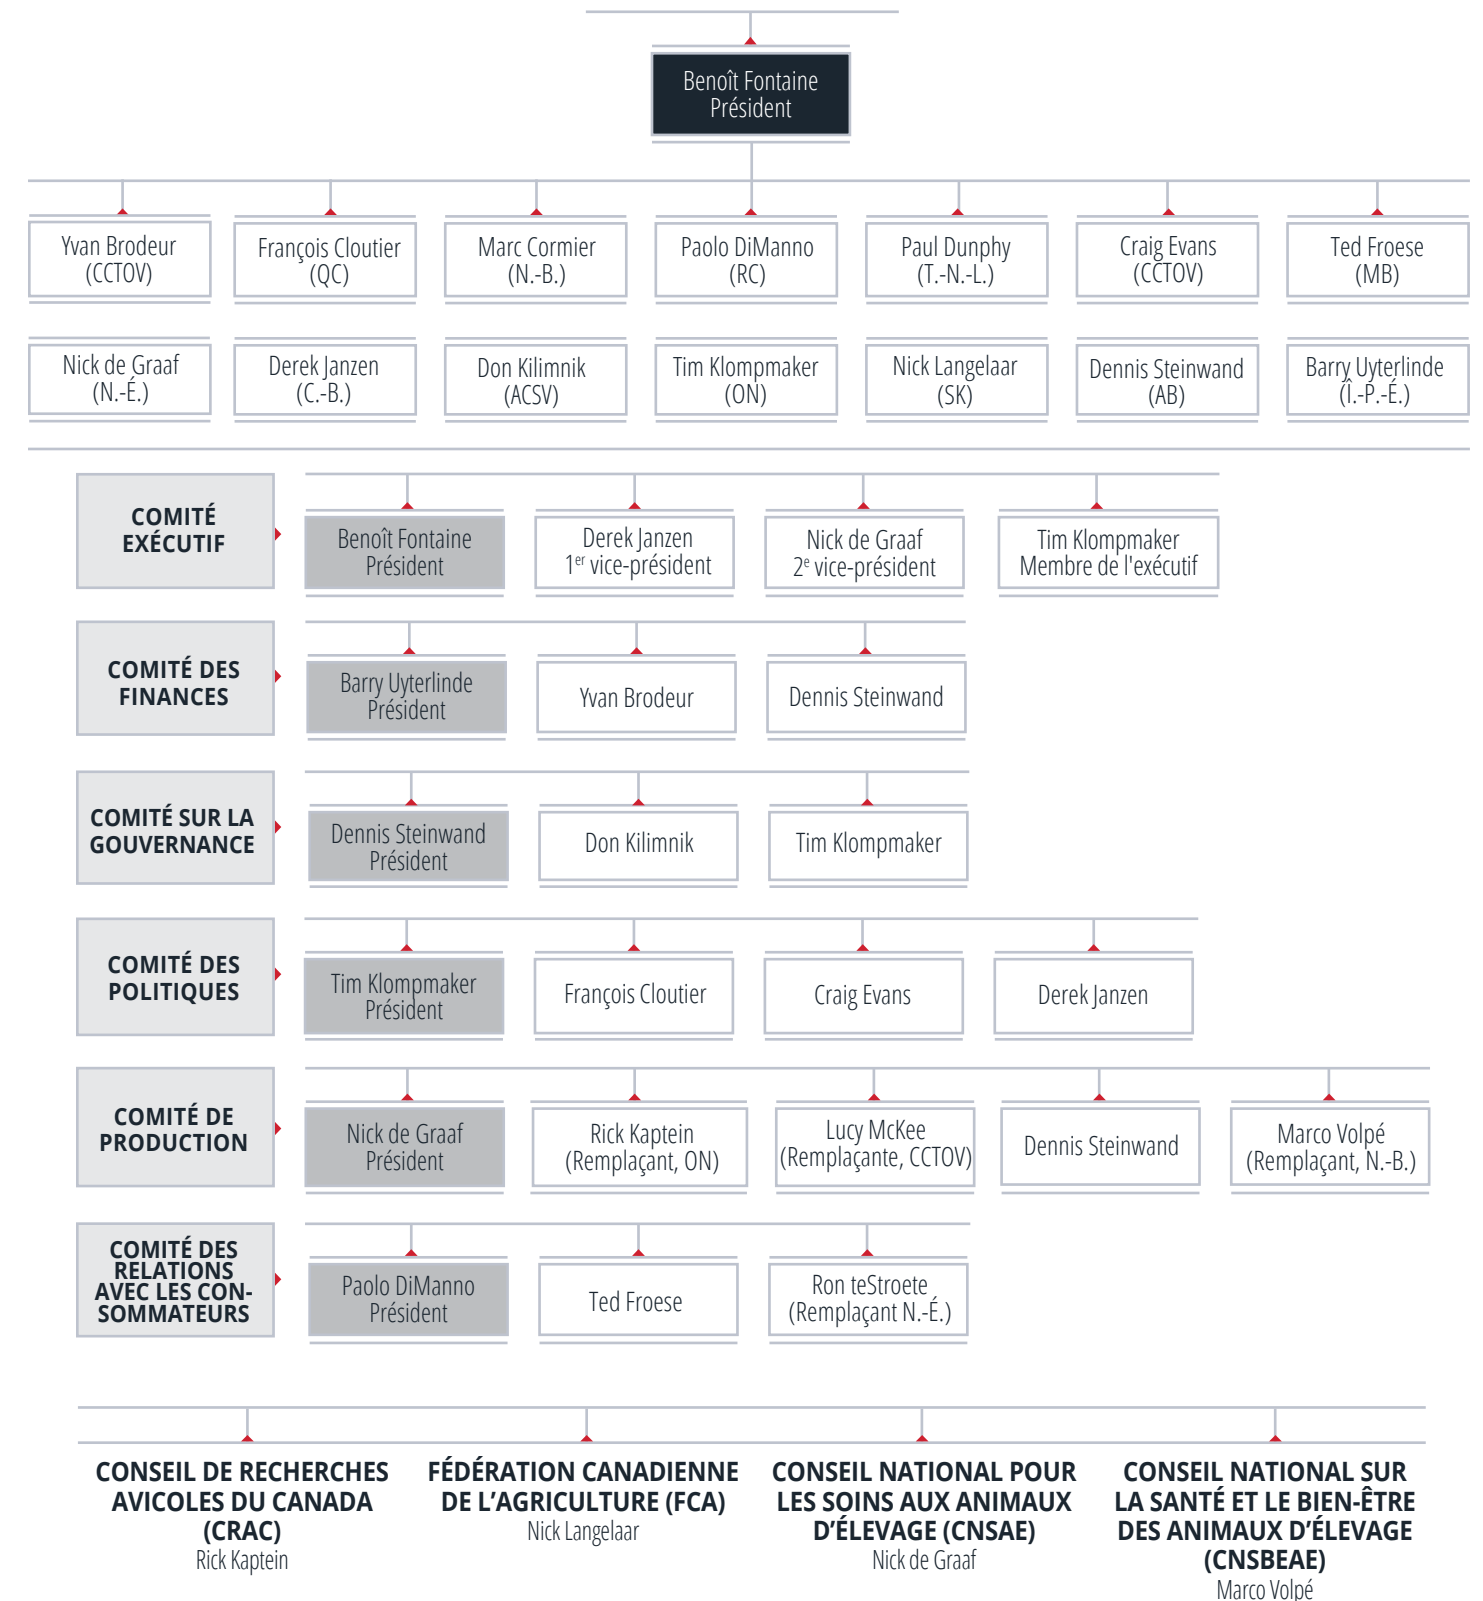 Benoît Fontaine
Président
Yvan Brodeur
(CCTOV)
François Cloutier
(QC)
Marc Cormier
(N.-B.)
Paolo DiManno
(RC)
Paul Dunphy
(T.-N.-L.)
Craig Evans
(CCTOV)
Ted Froese
(MB)
Nick de Graaf
(N.-É.)
Derek Janzen
(C.-B.)
Don Kilimnik
(ACSV)
Tim Klompmaker
(ON)
Nick Langelaar
(SK)
Dennis Steinwand
(AB)
Barry Uyterlinde
(Î.-P.-É.)
COMITÉ
EXÉCUTIF
Benoît Fontaine
Président
Derek Janzen
1er vice-président
Nick de Graaf
2e vice-président
Tim Klompmaker
Membre de l'exécutif
COMITÉ DES
FINANCES
Barry Uyterlinde
Président
Yvan Brodeur
Dennis Steinwand
COMITÉ SUR LA
GOUVERNANCE
Dennis Steinwand
Président
Don Kilimnik
Tim Klompmaker
COMITÉ DES
POLITIQUES
Tim Klompmaker
Président
François Cloutier
Craig Evans
Derek Janzen
COMITÉ DE
PRODUCTION
Nick de Graaf
Président
Rick Kaptein
(Remplaçant, ON)
Lucy McKee
(Remplaçante, CCTOV)
Dennis Steinwand
Marco Volpé
(Remplaçant, N.-B.)
COMITÉ DES
RELATIONS
AVEC LES CON-
SOMMATEURS
Paolo DiManno
Président
Ted Froese
Ron teStroete
(Remplaçant N.-É.)
CONSEIL DE RECHERCHES
AVICOLES DU CANADA
(CRAC)
Rick Kaptein
FÉDÉRATION CANADIENNE
DE L’AGRICULTURE (FCA)
Nick Langelaar
CONSEIL NATIONAL POUR
LES SOINS AUX ANIMAUX
D’ÉLEVAGE (CNSAE)
Nick de Graaf
CONSEIL NATIONAL SUR
LA SANTÉ ET LE BIEN-ÊTRE
DES ANIMAUX D’ÉLEVAGE
(CNSBEAE)
Marco Volpé